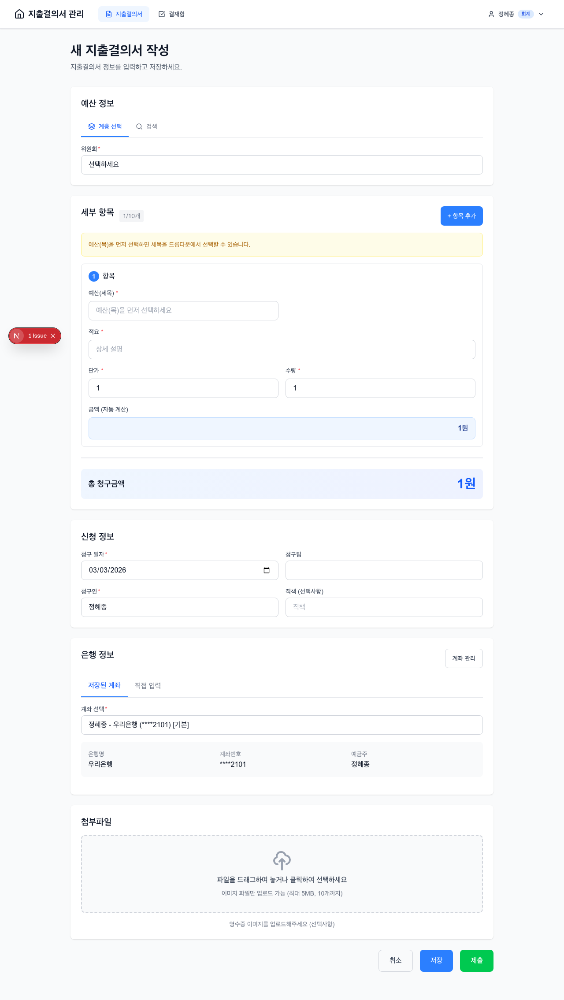 지출결의서 관리
지출결의서
결재함
정혜종
회계
새 지출결의서 작성
지출결의서 정보를 입력하고 저장하세요.
예산 정보
계층 선택
검색
위원회*
선택하세요
세부 항목
1/10개
+ 항목 추가
예산(목)을 먼저 선택하면 세목을 드롭다운에서 선택할 수 있습니다.
1 항목
예산(세목) *
예산(목)을 먼저 선택하세요
적요 *
상세 설명
단가 *
수량 *
1
1
금액 (자동 계산)
1원
총 청구금액
1원
N 1 Issue
신청 정보
청구 일자*
청구팀
03/03/2026
청구인*
직책 (선택사항)
정혜종
직책
은행 정보
계좌 관리
저장된 계좌
직접 입력
계좌 선택*
정혜종 - 우리은행 (****2101) [기본]
은행명
계좌번호
예금주
우리은행
****2101
정혜종
첨부파일
파일을 드래그하여 놓거나 클릭하여 선택하세요
이미지 파일만 업로드 가능 (최대 5MB, 10개까지)
영수증 이미지를 업로드해주세요 (선택사항)
취소
저장
제출